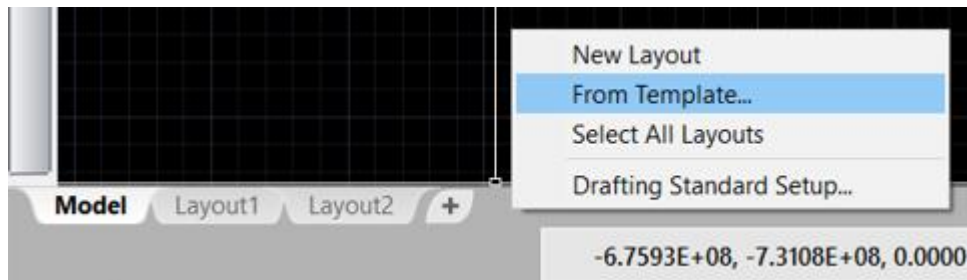 New Layout
From Template...
Select All Layouts
Drafting Standard Setup...
Model Layout1 Layout2 +
-6.7593E+08, -7.3108E+08, 0.0000